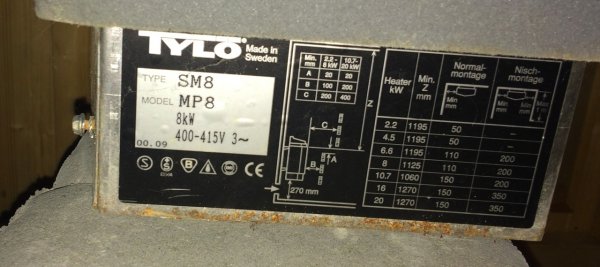 TYLÖ Made in Sweden
TYPE SM8
MODEL MP8
8kW
400-415V 3~
00.09
Min. mm 2.2-8 kW 10.7-20 kW
A 20 20
B 100 200
C 200 400
Z
C
A
B
270 mm
Heater kW Min. Z mm Normal-montage Nisch-montage
Min. Min. Min. Max
2.2 1195 50 –
4.5 1195 50 –
6.6 1195 110 200
8 1125 110 200
10.7 1060 150 200
16 1270 150 350
20 1270 150 350